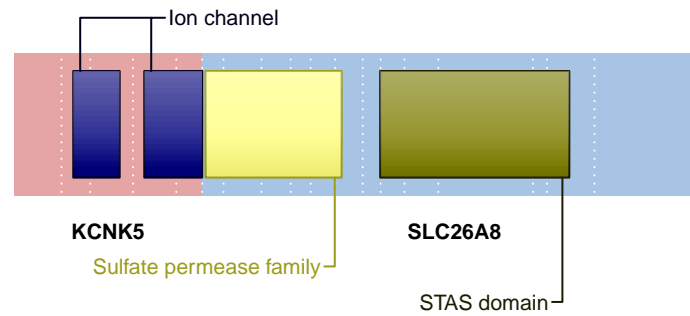 Ion channel
KCNK5
SLC26A8
Sulfate permease family
STAS domain